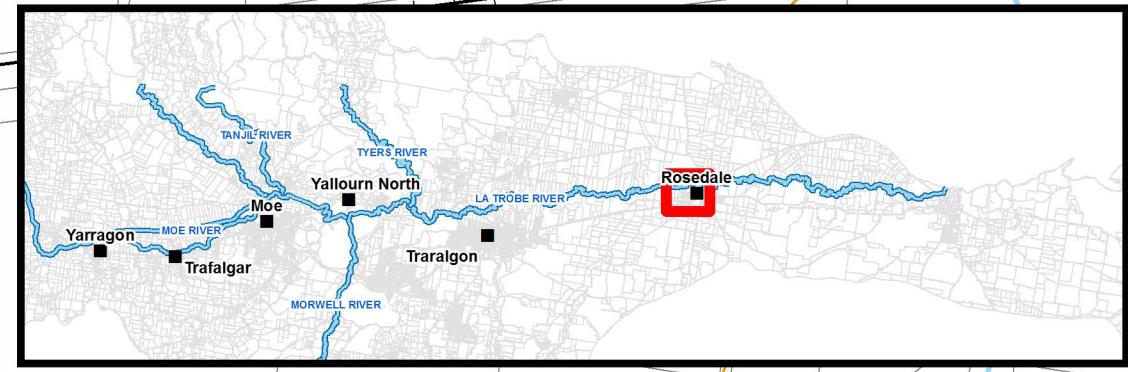 TANJIL RIVER
TYERS RIVER
Rosedale
Yallourn North
LA TROBE RIVER
Moe
MOE RIVER
Yarragon
Trafalgar
Traralgon
MORWELL RIVER